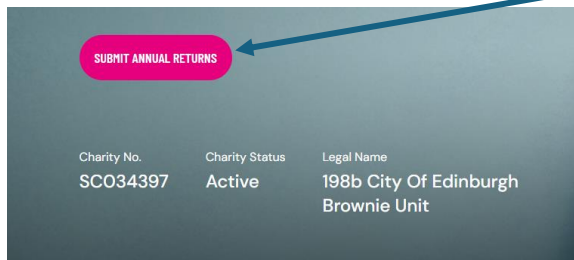 SUBMIT ANNUAL RETURNS
Charity No.
Charity Status
Legal Name
SC034397
Active
198b City Of Edinburgh
Brownie Unit